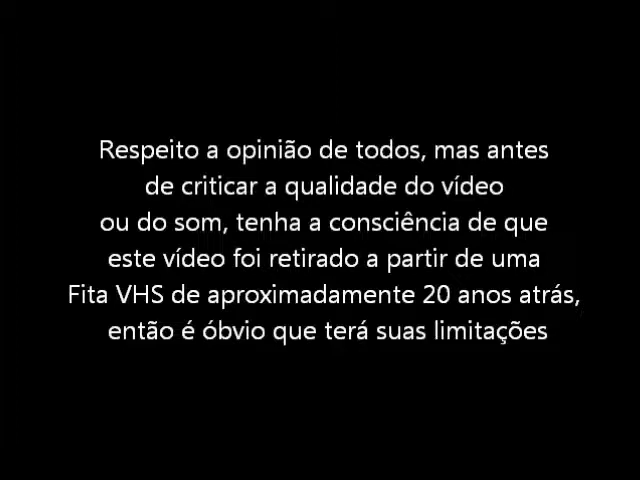 Respeito a opinião de todos, mas antes
de criticar a qualidade do vídeo
ou do som, tenha a consciência de que
este vídeo foi retirado a partir de uma
Fita VHS de aproximadamente 20 anos atrás,
então é óbvio que terá suas limitações